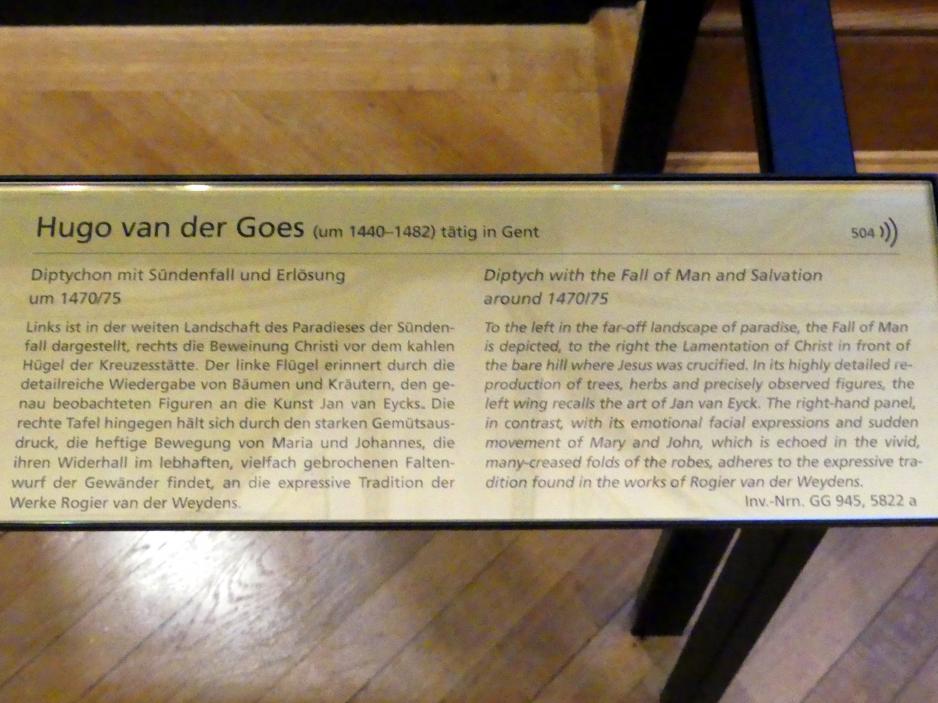 Hugo van der Goes (um 1440–1482) tätig in Gent
504
Diptychon mit Sündenfall und Erlösung
um 1470/75
Links ist in der weiten Landschaft des Paradieses der Sünden-
fall dargestellt, rechts die Beweinung Christi vor dem kahlen
Hügel der Kreuzesstätte. Der linke Flügel erinnert durch die
detailreiche Wiedergabe von Bäumen und Kräutern, den ge-
nau beobachteten Figuren an die Kunst Jan van Eycks. Die
rechte Tafel hingegen hält sich durch den starken Gemütsaus-
druck, die heftige Bewegung von Maria und Johannes, die
ihren Widerhall im lebhaften, vielfach gebrochenen Falten-
wurf der Gewänder findet, an die expressive Tradition der
Werke Rogier van der Weydens.
Diptych with the Fall of Man and Salvation
around 1470/75
To the left in the far-off landscape of paradise, the Fall of Man
is depicted, to the right the Lamentation of Christ in front of
the bare hill where Jesus was crucified. In its highly detailed re-
production of trees, herbs and precisely observed figures, the
left wing recalls the art of Jan van Eyck. The right-hand panel,
in contrast, with its emotional facial expressions and sudden
movement of Mary and John, which is echoed in the vivid,
many-creased folds of the robes, adheres to the expressive tra-
dition found in the works of Rogier van der Weydens.
Inv.-Nrn. GG 945, 5822 a